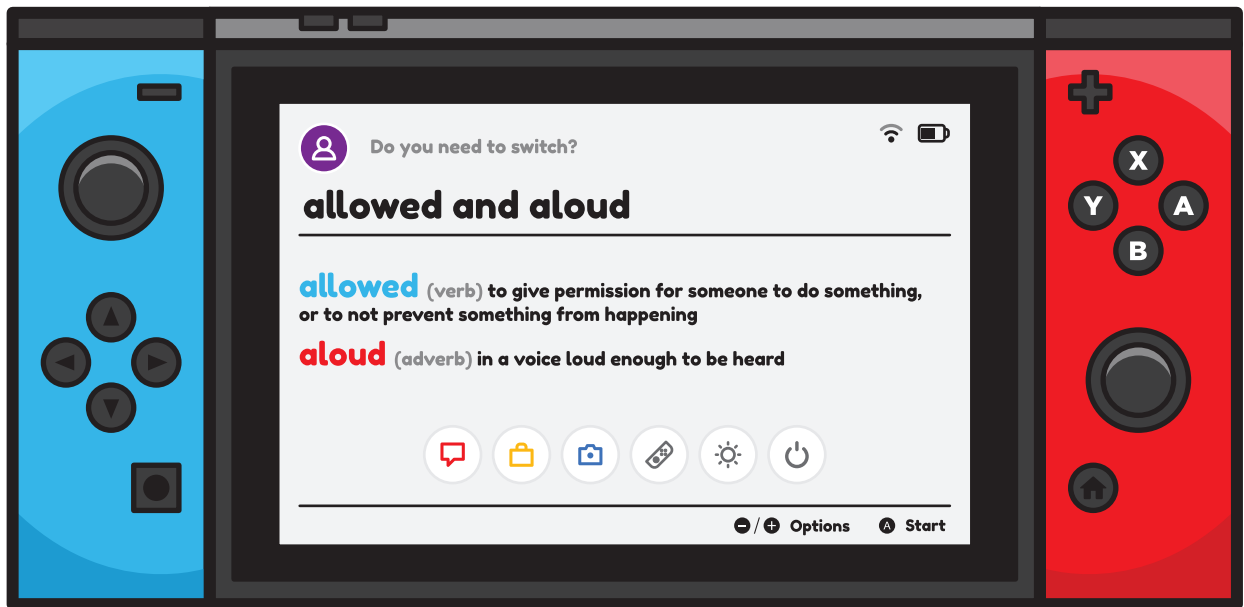 Do you need to switch?
allowed and aloud
allowed (verb) to give permission for someone to do something,
or to not prevent something from happening
aloud (adverb) in a voice loud enough to be heard
−/+ Options A Start
X
Y A
B